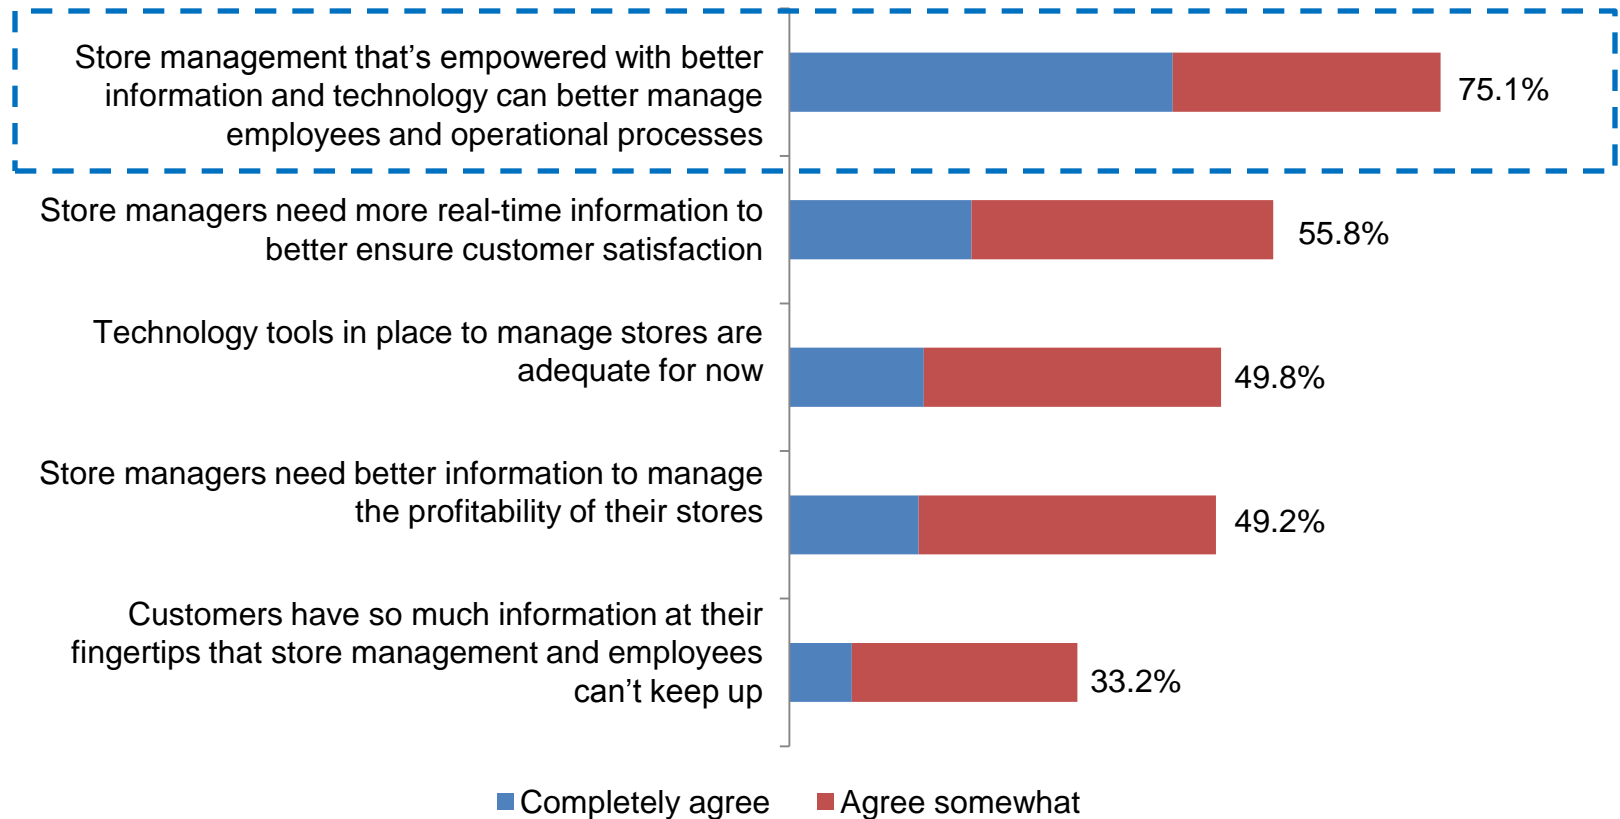 Store management that’s empowered with better
information and technology can better manage
employees and operational processes
75.1%
Store managers need more real-time information to
better ensure customer satisfaction
55.8%
Technology tools in place to manage stores are
adequate for now
49.8%
Store managers need better information to manage
the profitability of their stores
49.2%
Customers have so much information at their
fingertips that store management and employees
can’t keep up
33.2%
Completely agree
Agree somewhat